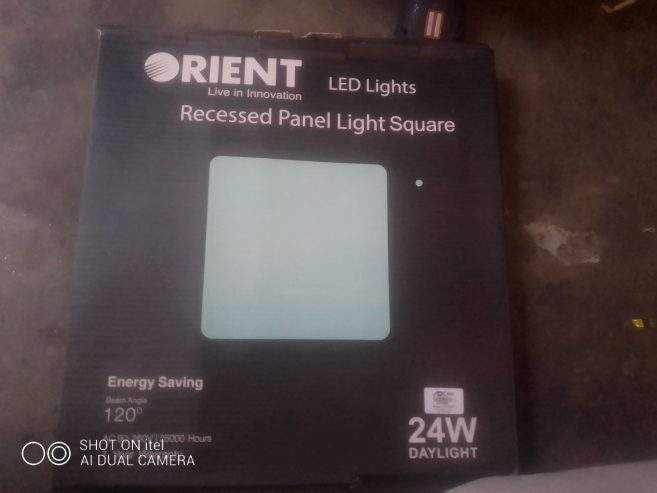 ORIENT
Live in Innovation
LED Lights
Recessed Panel Light Square
Energy Saving
Beam Angle
120°
Hours
24W
DAYLIGHT
SHOT ON itel
AI DUAL CAMERA